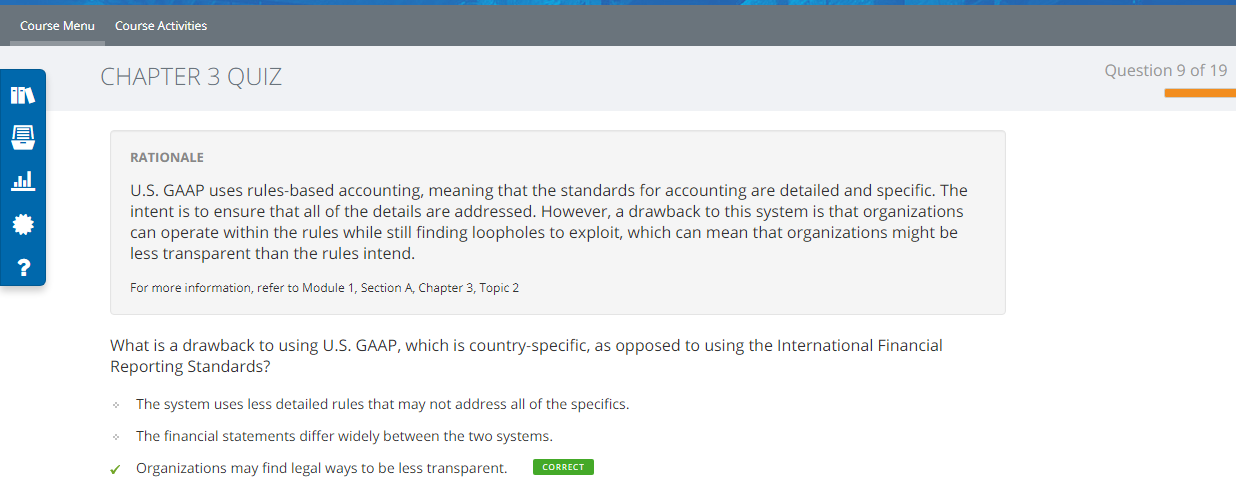 Course Menu Course Activities
CHAPTER 3 QUIZ
Question 9 of 19
RATIONALE
U.S. GAAP uses rules-based accounting, meaning that the standards for accounting are detailed and specific. The
intent is to ensure that all of the details are addressed. However, a drawback to this system is that organizations
can operate within the rules while still finding loopholes to exploit, which can mean that organizations might be
less transparent than the rules intend.
For more information, refer to Module 1, Section A, Chapter 3, Topic 2
What is a drawback to using U.S. GAAP, which is country-specific, as opposed to using the International Financial
Reporting Standards?
The system uses less detailed rules that may not address all of the specifics.
The financial statements differ widely between the two systems.
Organizations may find legal ways to be less transparent. CORRECT
?